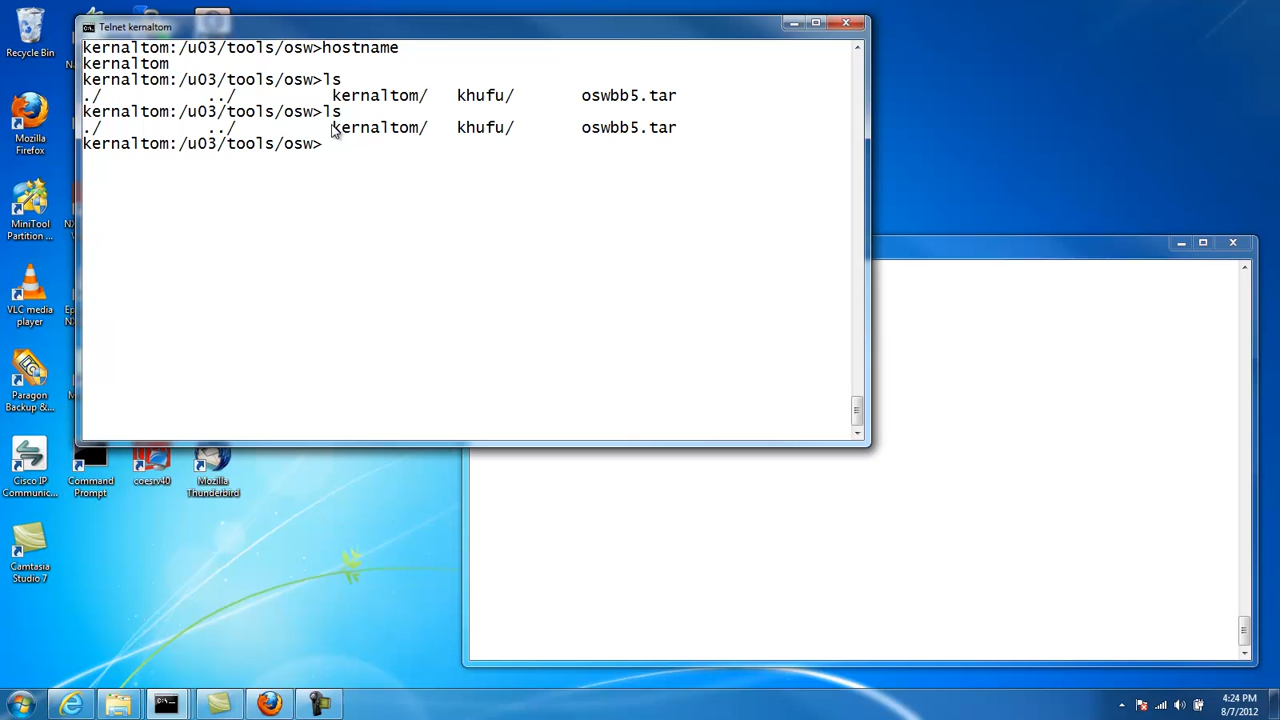 Telnet kernaltom
kernaltom:/u03/tools/osw>hostname
kernaltom
kernaltom:/u03/tools/osw>ls
./ ../ kernaltom/ khufu/ oswbb5.tar
kernaltom:/u03/tools/osw>ls
./ ../ kernaltom/ khufu/ oswbb5.tar
kernaltom:/u03/tools/osw>
Recycle Bin
Mozilla
Firefox
MiniTool
Partition ...
VLC media
player
Paragon
Backup &...
Cisco IP
Communic...
Command
Prompt
coesrv40
Mozilla
Thunderbird
Camtasia
Studio 7
4:24 PM
8/7/2012